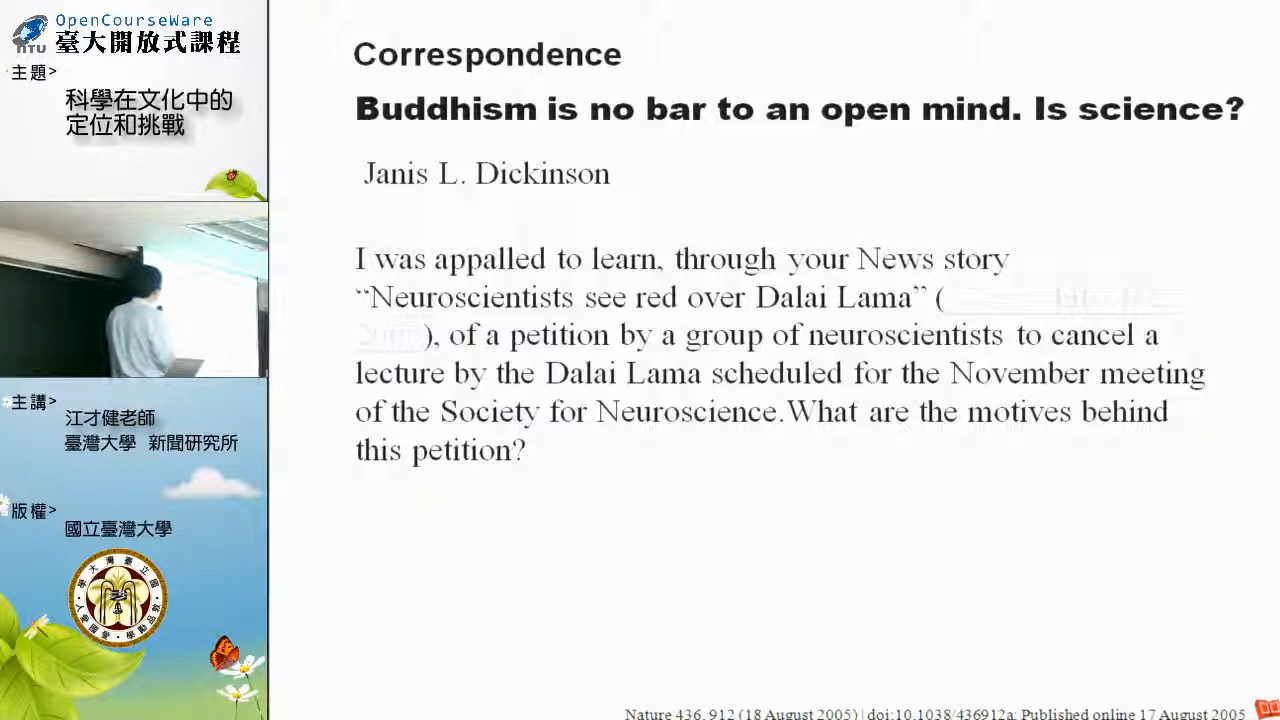 OpenCourseWare
NTU
臺大開放式課程
主題>
科學在文化中的
定位和挑戰
主講>
江才健老師
臺灣大學 新聞研究所
版權>
國立臺灣大學
Correspondence
Buddhism is no bar to an open mind. Is science?
Janis L. Dickinson
I was appalled to learn, through your News story
“Neuroscientists see red over Dalai Lama” (
), of a petition by a group of neuroscientists to cancel a
lecture by the Dalai Lama scheduled for the November meeting
of the Society for Neuroscience.What are the motives behind
this petition?
Nature 436, 912 (18 August 2005) | doi:10.1038/436912a; Published online 17 August 2005